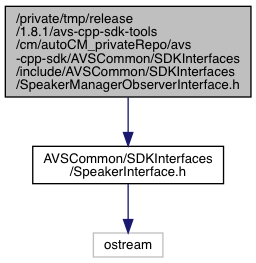 /private/tmp/release
/1.8.1/avs-cpp-sdk-tools
/cm/autoCM_privateRepo/avs
-cpp-sdk/AVSCommon/SDKInterfaces
/include/AVSCommon/SDKInterfaces
/SpeakerManagerObserverInterface.h
AVSCommon/SDKInterfaces
/SpeakerInterface.h
ostream